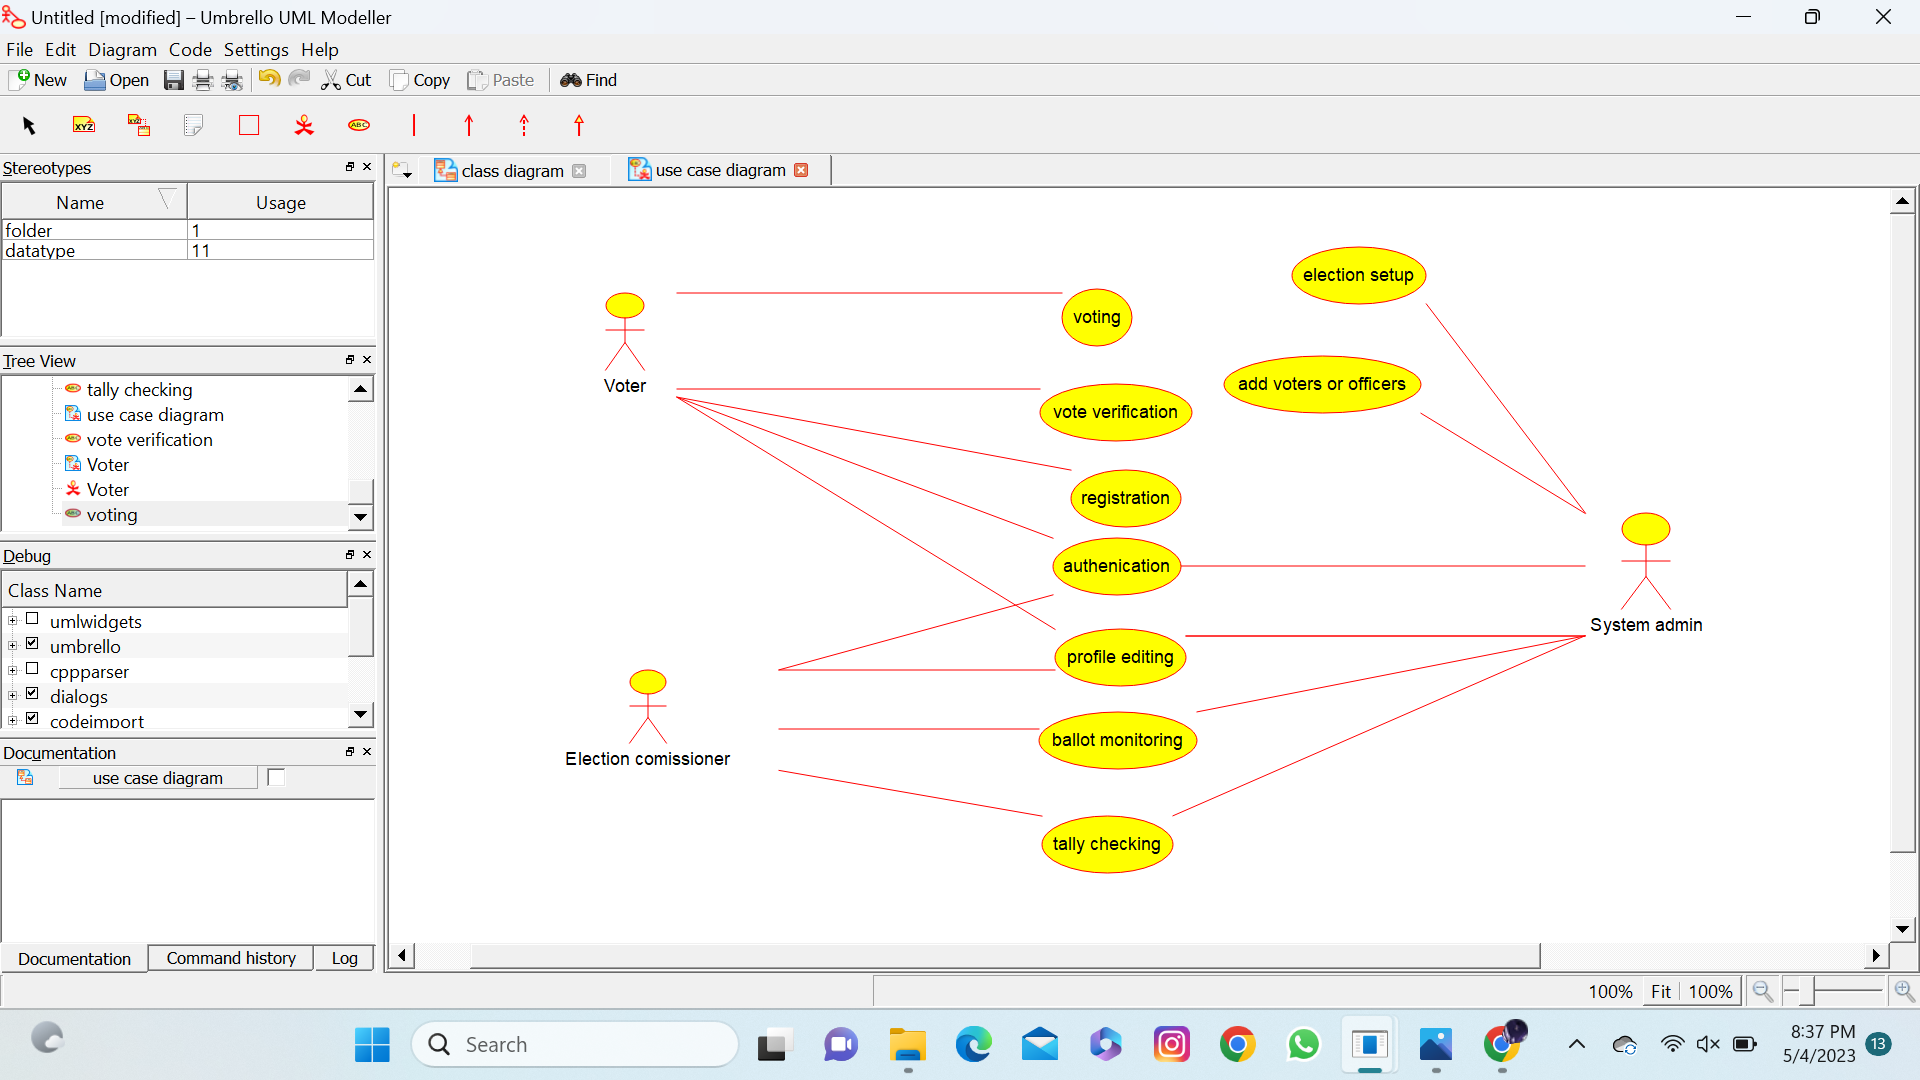 Untitled [modified] – Umbrello UML Modeller
File Edit Diagram Code Settings Help
New Open Cut Copy Paste Find
XYZ XYZ ABC
Stereotypes
Name Usage
folder 1
datatype 11
Tree View
tally checking
use case diagram
vote verification
Voter
Voter
voting
Debug
Class Name
umlwidgets
umbrello
cppparser
dialogs
codeimport
Documentation
use case diagram
Documentation Command history Log
class diagram use case diagram
election setup
voting
Voter
add voters or officers
vote verification
registration
authenication
System admin
profile editing
ballot monitoring
Election comissioner
tally checking
100% Fit 100%
Search
8:37 PM
5/4/2023
13